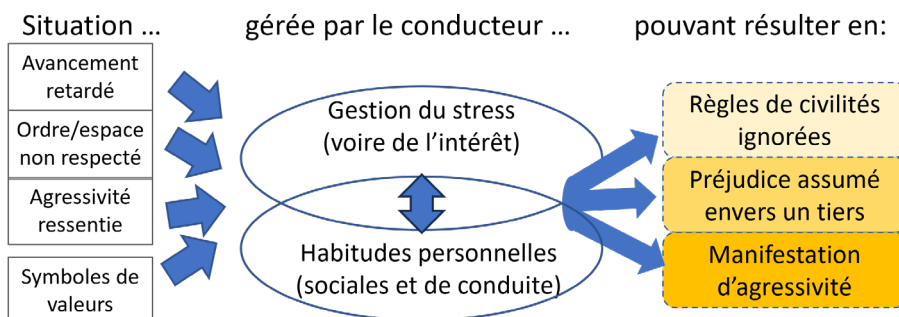 Situation ...
gérée par le conducteur ...
pouvant résulter en:
Avancement
retardé
Ordre/espace
non respecté
Agressivité
ressentie
Symboles de
valeurs
Gestion du stress
(voire de l’intérêt)
Habitudes personnelles
(sociales et de conduite)
Règles de civilités
ignorées
Préjudice assumé
envers un tiers
Manifestation
d’agressivité